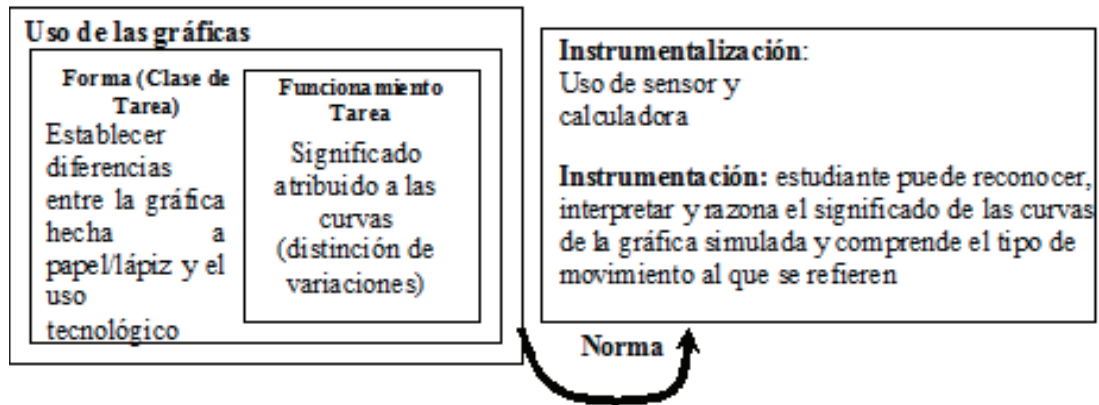 Uso de las gráficas
Forma (Clase de
Tarea)
Establecer
diferencias
entre la gráfica
hecha a
papel/lápiz y el
uso
tecnológico
Funcionamiento
Tarea
Significado
atribuido a las
curvas
(distinción de
variaciones)
Instrumentalización:
Uso de sensor y
calculadora
Instrumentación: estudiante puede reconocer,
interpretar y razona el significado de las curvas
de la gráfica simulada y comprende el tipo de
movimiento al que se refieren
Norma